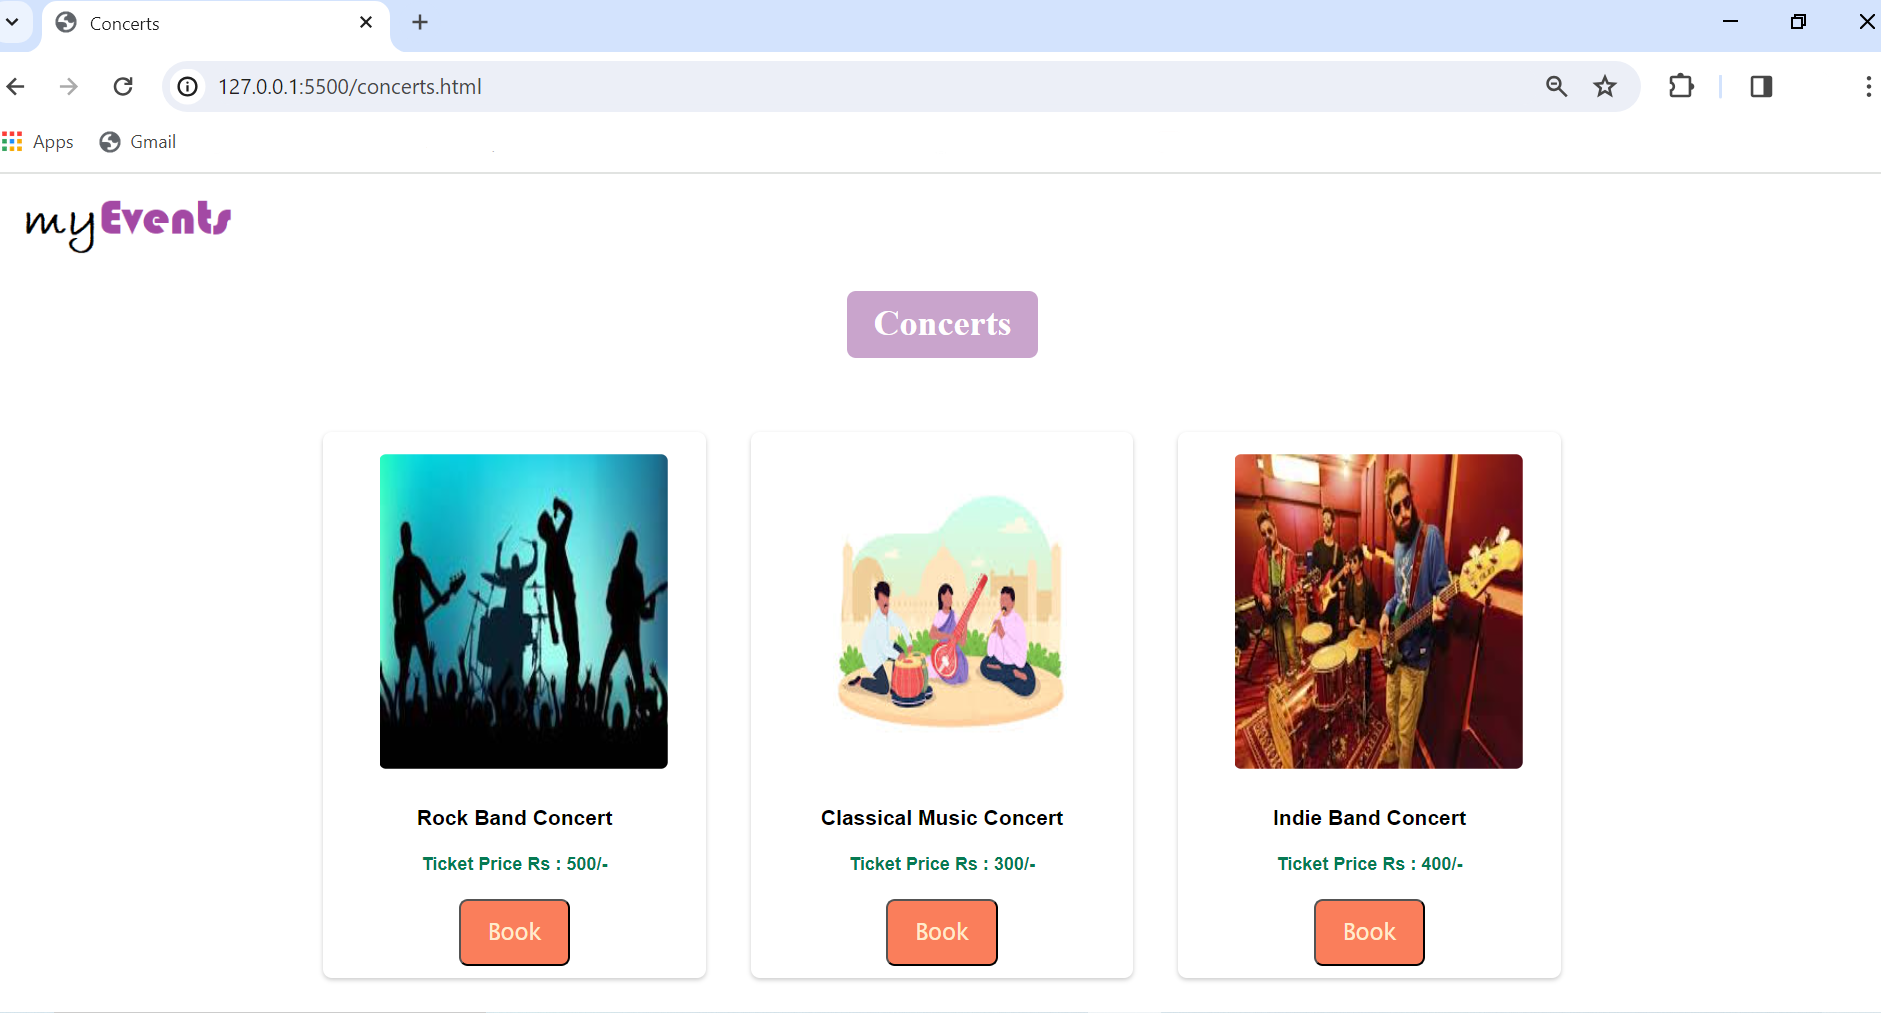 Concerts
127.0.0.1:5500/concerts.html
Apps Gmail
myEvents
Concerts
Rock Band Concert
Ticket Price Rs : 500/-
Book
Classical Music Concert
Ticket Price Rs : 300/-
Book
Indie Band Concert
Ticket Price Rs : 400/-
Book